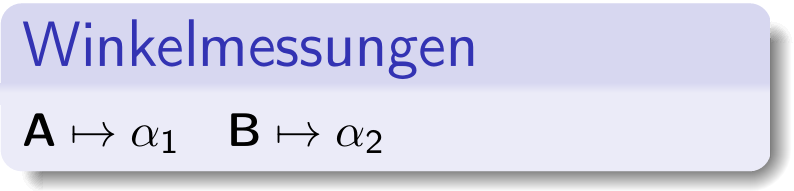 Winkelmessungen
A ↦ α₁ B ↦ α₂